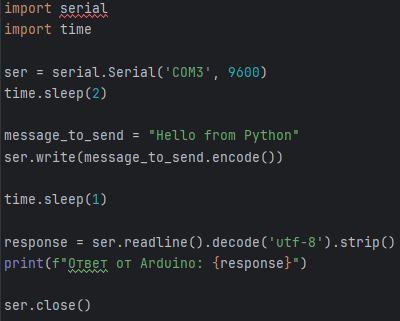 import serial
import time
ser = serial.Serial('COM3', 9600)
time.sleep(2)
message_to_send = "Hello from Python"
ser.write(message_to_send.encode())
time.sleep(1)
response = ser.readline().decode('utf-8').strip()
print(f"Ответ от Arduino: {response}")
ser.close()